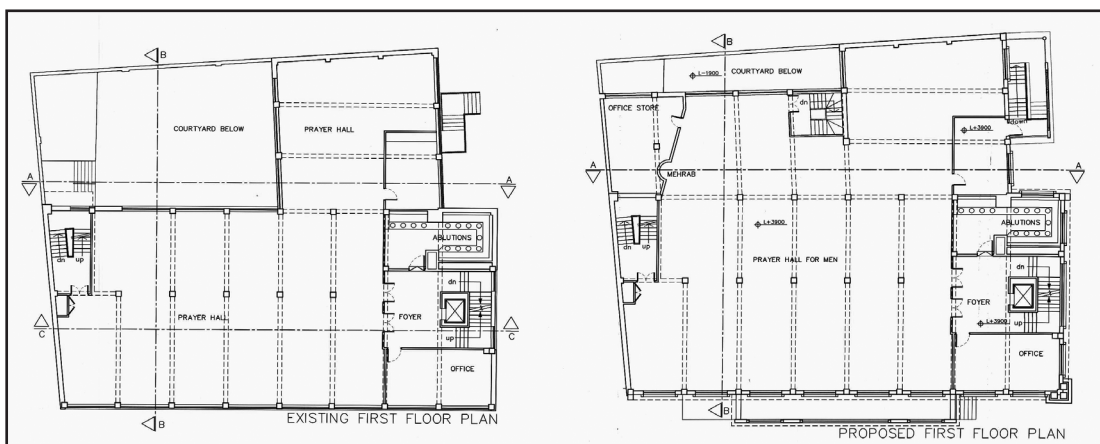 B
COURTYARD BELOW
PRAYER HALL
A
A
ABLUTIONS
dn
up
dn
PRAYER HALL
FOYER
C
C
up
OFFICE
B
EXISTING FIRST FLOOR PLAN
B
L-1900
COURTYARD BELOW
OFFICE STORE
dn
down
L+3900
A
A
MEHRAB
ABLUTIONS
L+3900
dn
up
PRAYER HALL FOR MEN
dn
FOYER
up
L+3900
OFFICE
B
PROPOSED FIRST FLOOR PLAN